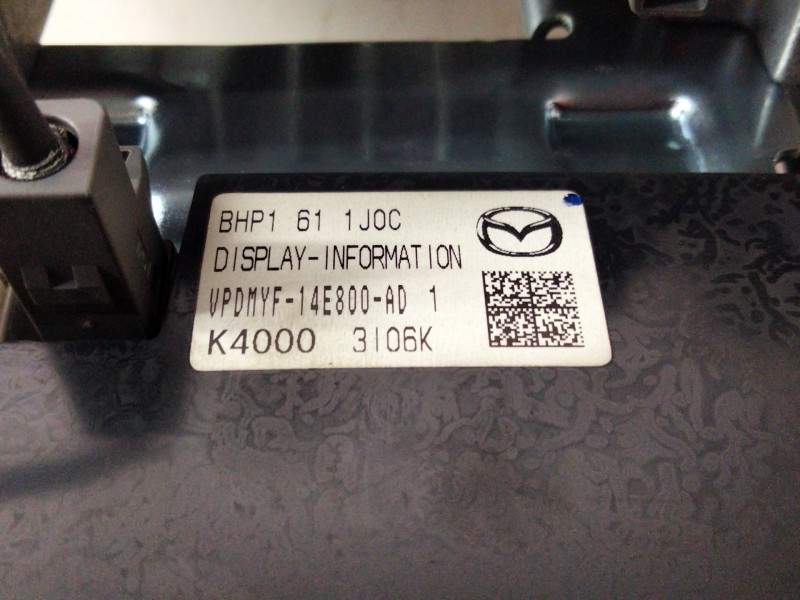 BHP1 61 1J0C
DISPLAY-INFORMATION
VPDMYF-14E800-AD 1
K4000 3I06K